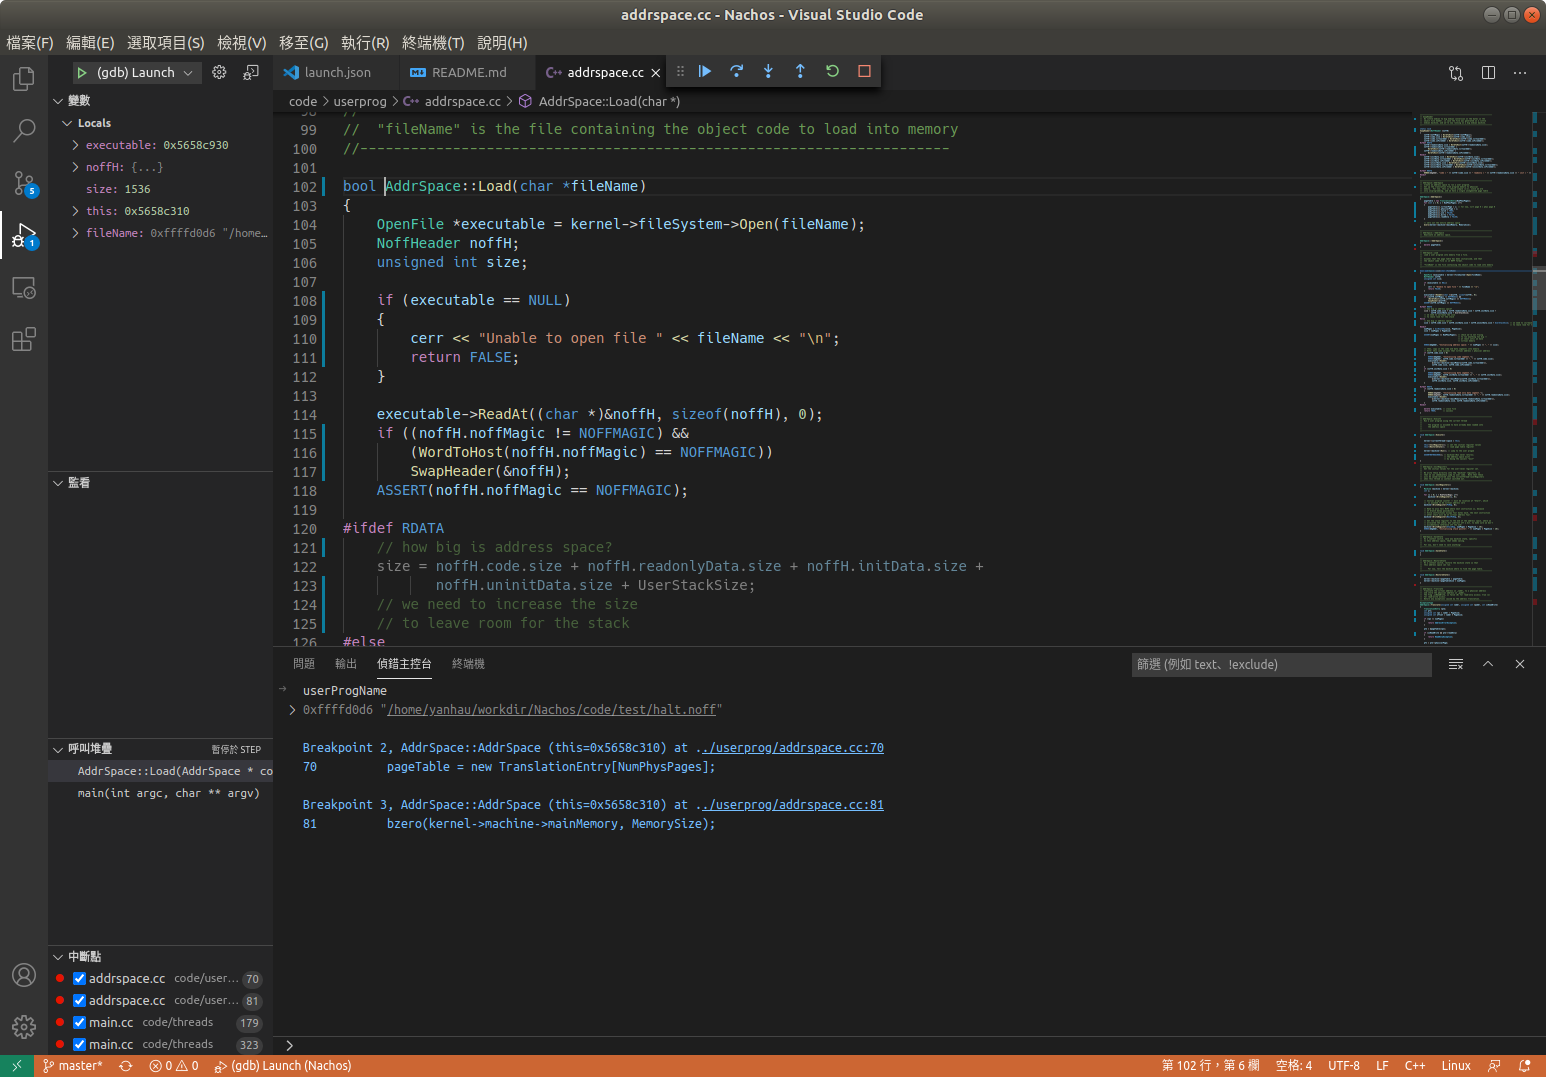 addrspace.cc - Nachos - Visual Studio Code
檔案(F) 編輯(E) 選取項目(S) 檢視(V) 移至(G) 執行(R) 終端機(T) 說明(H)
(gdb) Launch
launch.json README.md addrspace.cc
code > userprog > addrspace.cc > AddrSpace::Load(char *)
變數
Locals
executable: 0x5658c930
noffH: {...}
size: 1536
this: 0x5658c310
fileName: 0xffffd0d6 "/home…
監看
呼叫堆疊 暫停於 STEP
AddrSpace::Load(AddrSpace * co
main(int argc, char ** argv)
中斷點
addrspace.cc code/user... 70
addrspace.cc code/user... 81
main.cc code/threads 179
main.cc code/threads 323
98 //
99 //  "fileName" is the file containing the object code to load into memory
100 //----------------------------------------------------------------------
101
102 bool AddrSpace::Load(char *fileName)
103 {
104     OpenFile *executable = kernel->fileSystem->Open(fileName);
105     NoffHeader noffH;
106     unsigned int size;
107
108     if (executable == NULL)
109     {
110         cerr << "Unable to open file " << fileName << "\n";
111         return FALSE;
112     }
113
114     executable->ReadAt((char *)&noffH, sizeof(noffH), 0);
115     if ((noffH.noffMagic != NOFFMAGIC) &&
116         (WordToHost(noffH.noffMagic) == NOFFMAGIC))
117         SwapHeader(&noffH);
118     ASSERT(noffH.noffMagic == NOFFMAGIC);
119
120 #ifdef RDATA
121     // how big is address space?
122     size = noffH.code.size + noffH.readonlyData.size + noffH.initData.size +
123            noffH.uninitData.size + UserStackSize;
124     // we need to increase the size
125     // to leave room for the stack
126 #else
問題 輸出 偵錯主控台 終端機 篩選 (例如 text、!exclude)
userProgName
0xffffd0d6 "/home/yanhau/workdir/Nachos/code/test/halt.noff"
Breakpoint 2, AddrSpace::AddrSpace (this=0x5658c310) at ../userprog/addrspace.cc:70
70        pageTable = new TranslationEntry[NumPhysPages];
Breakpoint 3, AddrSpace::AddrSpace (this=0x5658c310) at ../userprog/addrspace.cc:81
81        bzero(kernel->machine->mainMemory, MemorySize);
5
1
master* 0 0 (gdb) Launch (Nachos) 第 102 行，第 6 欄 空格: 4 UTF-8 LF C++ Linux